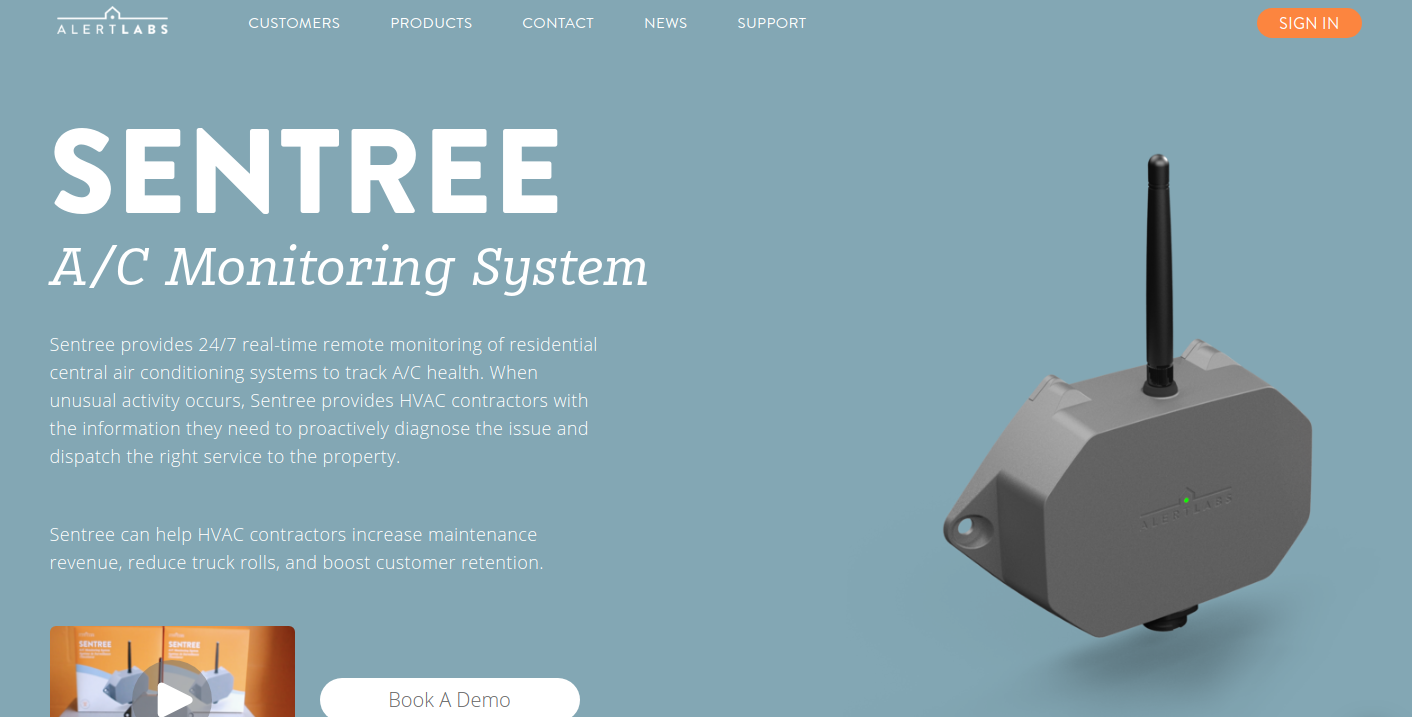 ALERTLABS
CUSTOMERS
PRODUCTS
CONTACT
NEWS
SUPPORT
SIGN IN
SENTREE
A/C Monitoring System
Sentree provides 24/7 real-time remote monitoring of residential
central air conditioning systems to track A/C health. When
unusual activity occurs, Sentree provides HVAC contractors with
the information they need to proactively diagnose the issue and
dispatch the right service to the property.
Sentree can help HVAC contractors increase maintenance
revenue, reduce truck rolls, and boost customer retention.
ALERTLABS
SENTREE
SENTREE
Book A Demo